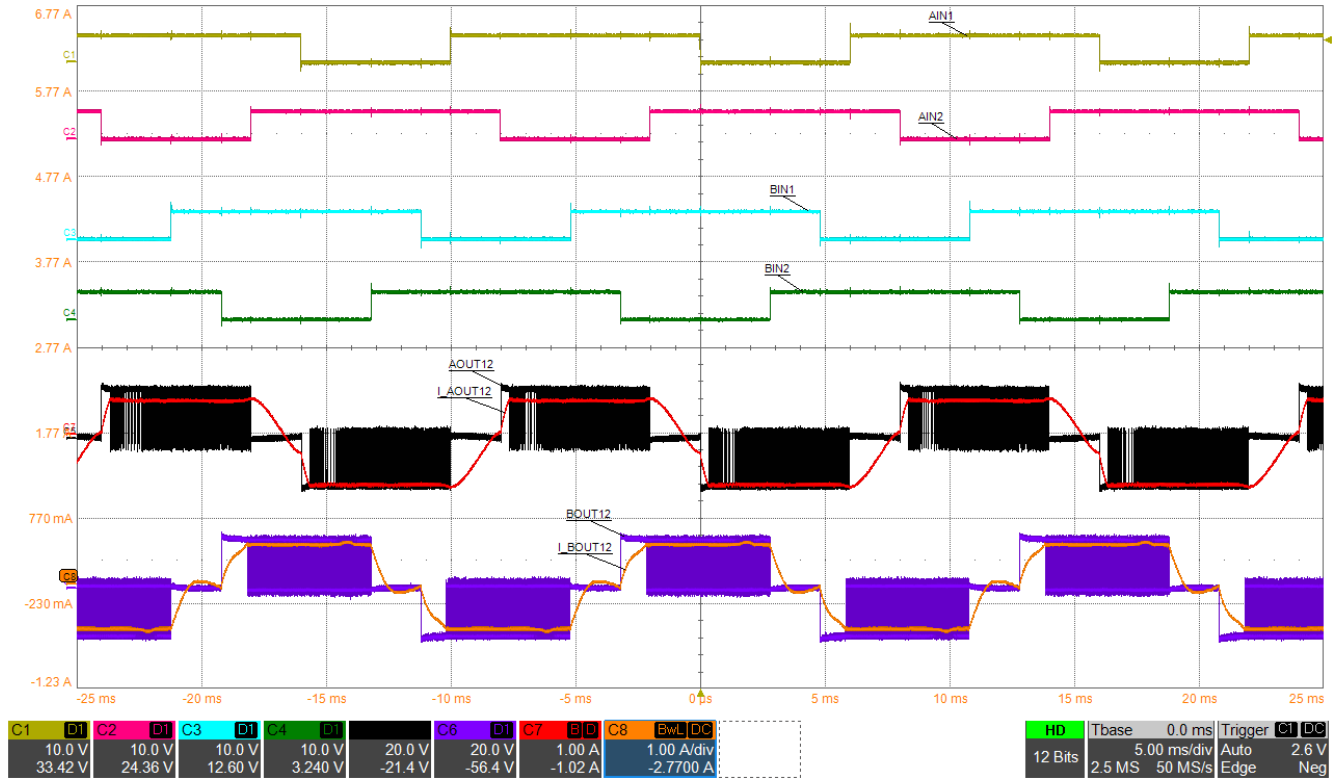 6.77 A
AIN1
C1
5.77 A
AIN2
C2
4.77 A
BIN1
C3
3.77 A
BIN2
C4
2.77 A
AOUT12
I_AOUT12
1.77 A
770 mA
BOUT12
I_BOUT12
C8
-230 mA
-1.23 A
-25 ms -20 ms -15 ms -10 ms -5 ms 0 µs 5 ms 10 ms 15 ms 20 ms 25 ms
C1 D1 C2 D1 C3 D1 C4 D1 C6 D1 C7 B D C8 BwL DC HD Tbase 0.0 ms Trigger C1 DC
10.0 V 10.0 V 10.0 V 10.0 V 20.0 V 20.0 V 1.00 A 1.00 A/div 12 Bits 5.00 ms/div Auto 2.6 V
33.42 V 24.36 V 12.60 V 3.240 V -21.4 V -56.4 V -1.02 A -2.7700 A 2.5 MS 50 MS/s Edge Neg